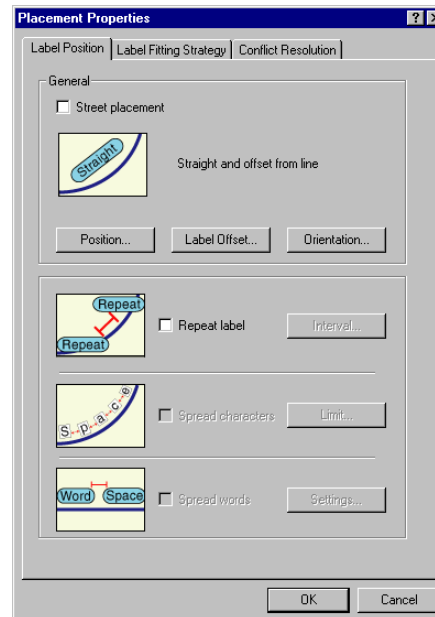 Placement Properties
Label Position Label Fitting Strategy Conflict Resolution
General
Street placement
Straight
Straight and offset from line
Position... Label Offset... Orientation...
Repeat
Repeat
Repeat label
Interval...
Space
Spread characters
Limit...
Word Space
Spread words
Settings...
OK Cancel